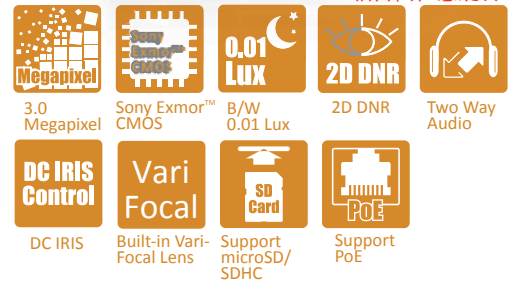 Megapixel
Sony
Exmor™
CMOS
0.01
Lux
2D DNR
3.0
Megapixel
Sony Exmor™
CMOS
B/W
0.01 Lux
2D DNR
Two Way
Audio
DC IRIS
Control
Vari
Focal
SD
Card
PoE
DC IRIS
Built-in Vari-
Focal Lens
Support
microSD/
SDHC
Support
PoE